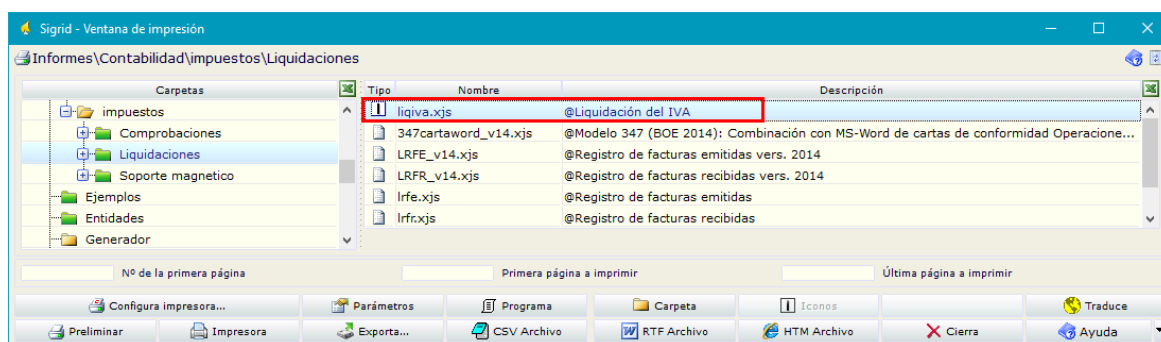 Sigrid - Ventana de impresión
Informes\Contabilidad\impuestos\Liquidaciones
Carpetas Tipo Nombre Descripción
impuestos I liqiva.xjs @Liquidación del IVA
Comprobaciones 347cartaword_v14.xjs @Modelo 347 (BOE 2014): Combinación con MS-Word de cartas de conformidad Operacione...
Liquidaciones LRFE_v14.xjs @Registro de facturas emitidas vers. 2014
Soporte magnetico LRFR_v14.xjs @Registro de facturas recibidas vers. 2014
Ejemplos lrfe.xjs @Registro de facturas emitidas
Entidades lrfr.xjs @Registro de facturas recibidas
Generador
Nº de la primera página Primera página a imprimir Última página a imprimir
Configura impresora... Parámetros Programa Carpeta Iconos Traduce
Preliminar Impresora Exporta... CSV Archivo RTF Archivo HTM Archivo Cierra Ayuda